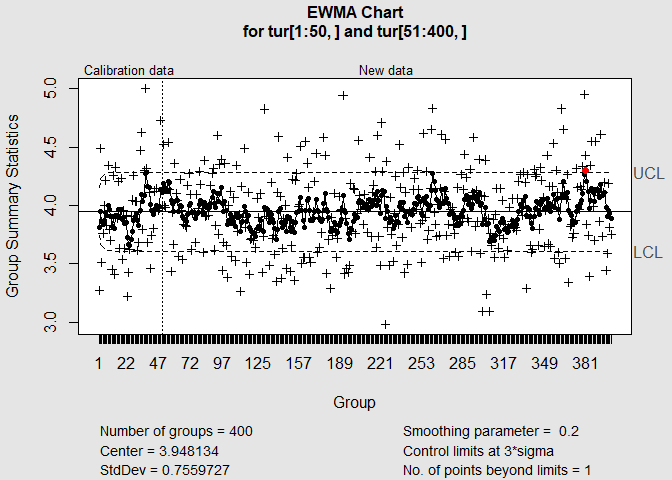 EWMA Chart
for tur[1:50, ] and tur[51:400, ]
Calibration data New data
Group Summary Statistics
5.0
4.5
4.0
3.5
3.0
UCL
LCL
1 22 47 72 97 125 157 189 221 253 285 317 349 381
Group
Number of groups = 400
Center = 3.948134
StdDev = 0.7559727
Smoothing parameter = 0.2
Control limits at 3*sigma
No. of points beyond limits = 1